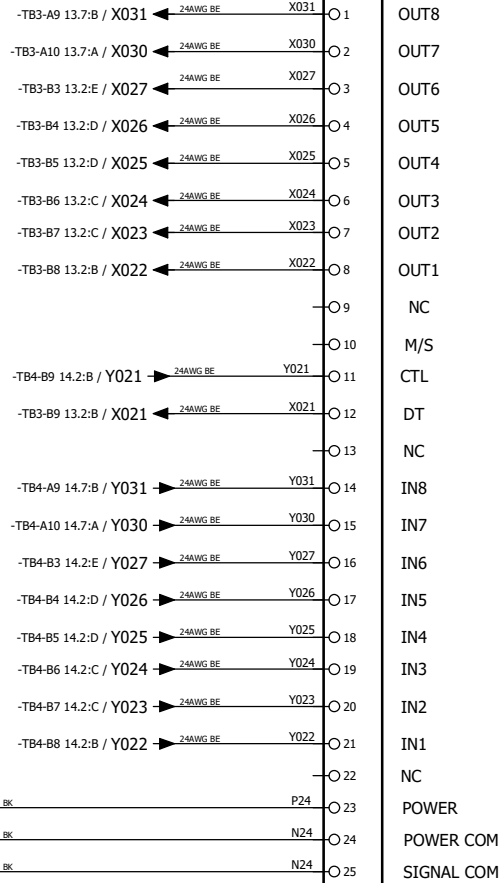 -TB3-A9 13.7:B / X031 24AWG BE X031 1 OUT8
-TB3-A10 13.7:A / X030 24AWG BE X030 2 OUT7
-TB3-B3 13.2:E / X027 24AWG BE X027 3 OUT6
-TB3-B4 13.2:D / X026 24AWG BE X026 4 OUT5
-TB3-B5 13.2:D / X025 24AWG BE X025 5 OUT4
-TB3-B6 13.2:C / X024 24AWG BE X024 6 OUT3
-TB3-B7 13.2:C / X023 24AWG BE X023 7 OUT2
-TB3-B8 13.2:B / X022 24AWG BE X022 8 OUT1
9 NC
10 M/S
-TB4-B9 14.2:B / Y021 24AWG BE Y021 11 CTL
-TB3-B9 13.2:B / X021 24AWG BE X021 12 DT
13 NC
-TB4-A9 14.7:B / Y031 24AWG BE Y031 14 IN8
-TB4-A10 14.7:A / Y030 24AWG BE Y030 15 IN7
-TB4-B3 14.2:E / Y027 24AWG BE Y027 16 IN6
-TB4-B4 14.2:D / Y026 24AWG BE Y026 17 IN5
-TB4-B5 14.2:D / Y025 24AWG BE Y025 18 IN4
-TB4-B6 14.2:C / Y024 24AWG BE Y024 19 IN3
-TB4-B7 14.2:C / Y023 24AWG BE Y023 20 IN2
-TB4-B8 14.2:B / Y022 24AWG BE Y022 21 IN1
22 NC
BK P24 23 POWER
BK N24 24 POWER COM
BK N24 25 SIGNAL COM